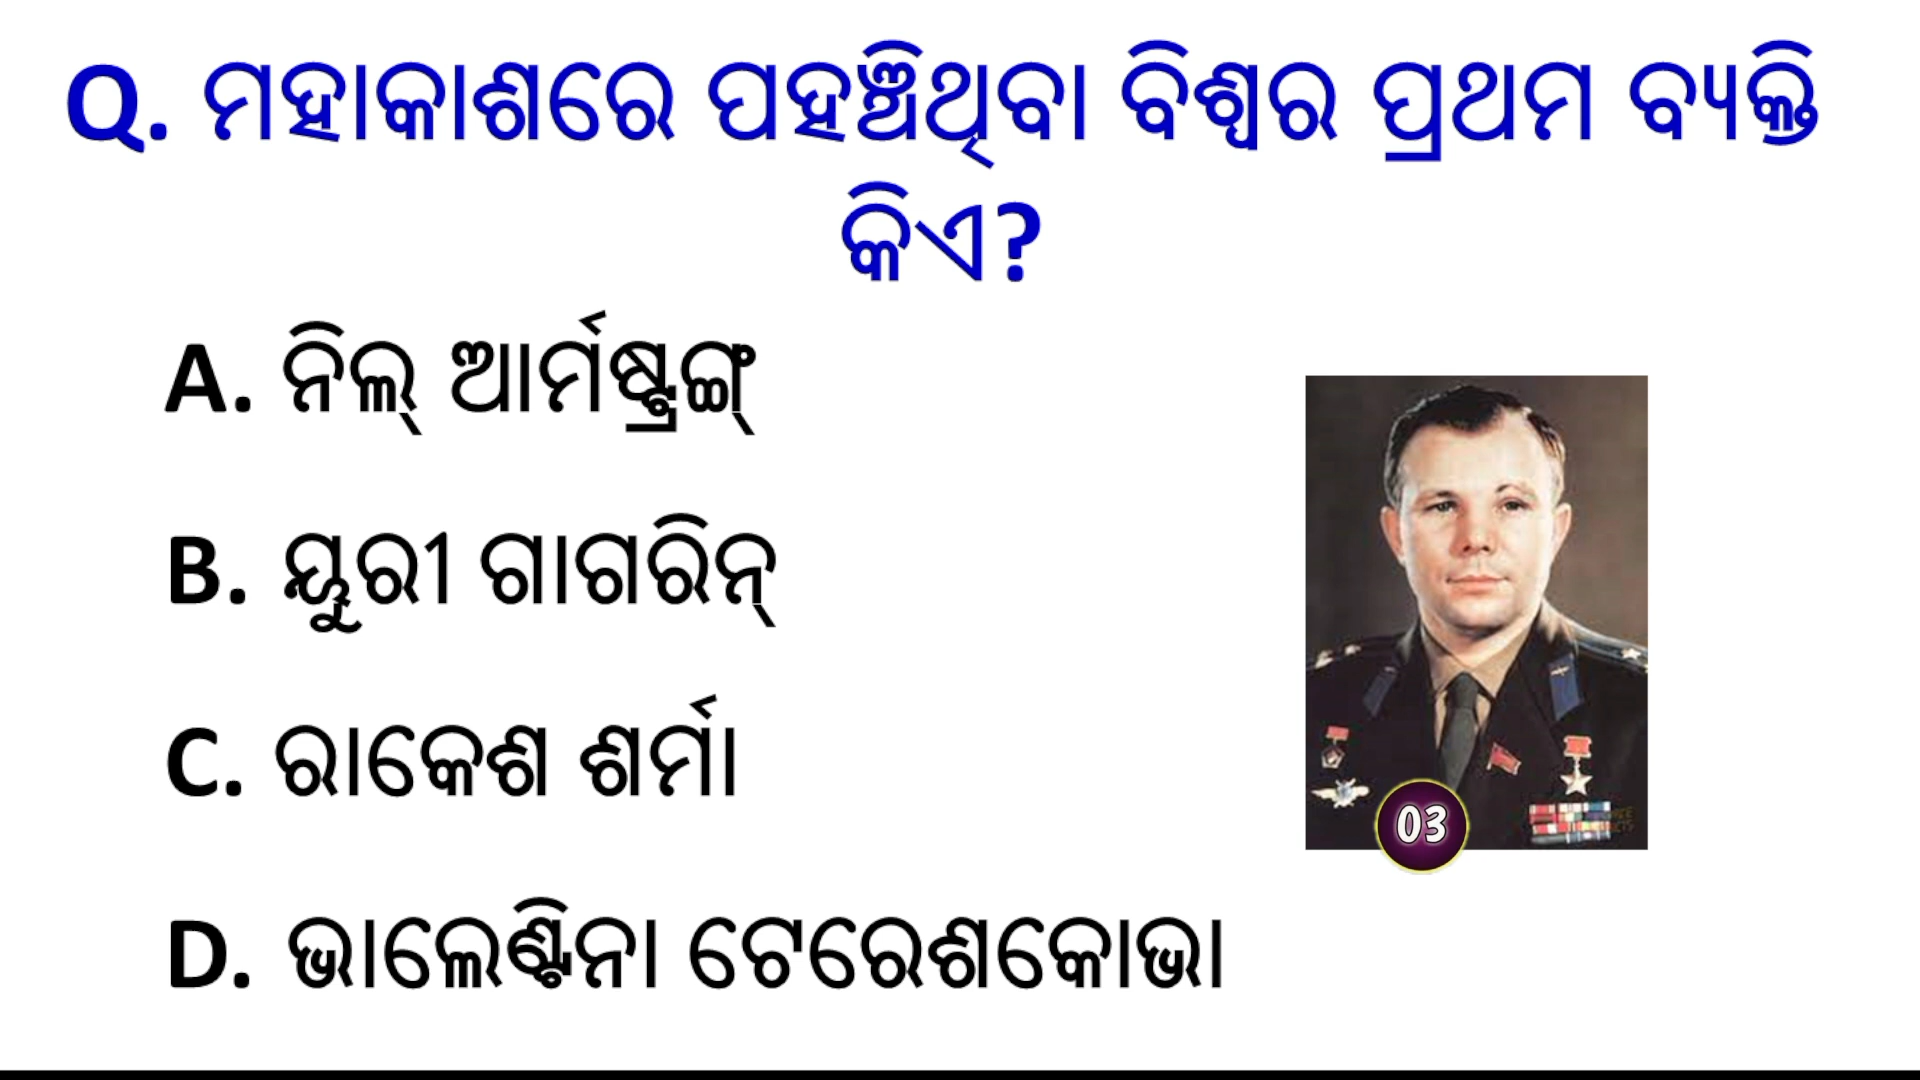 Q. ମହାକାଶରେ ପହଞ୍ଚିଥିବା ବିଶ୍ୱର ପ୍ରଥମ ବ୍ୟକ୍ତି
କିଏ?
A. ନିଲ୍ ଆର୍ମଷ୍ଟ୍ରଙ୍ଗ୍
B. ୟୁରୀ ଗାଗରିନ୍
C. ରାକେଶ ଶର୍ମା
03
D. ଭାଲେଣ୍ଟିନା ଟେରେଶକୋଭା